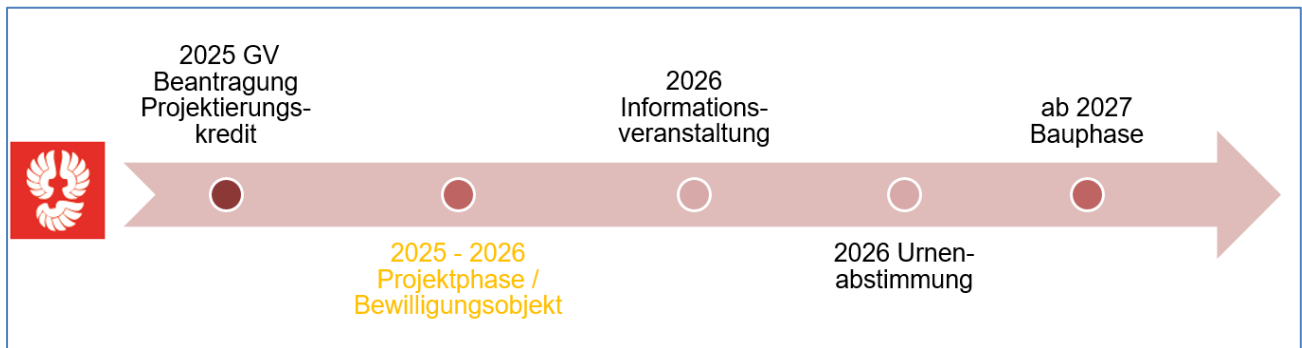 2025 GV
Beantragung
Projektierungs-
kredit
2025 - 2026
Projektphase /
Bewilligungsobjekt
2026
Informations-
veranstaltung
2026 Urnen-
abstimmung
ab 2027
Bauphase